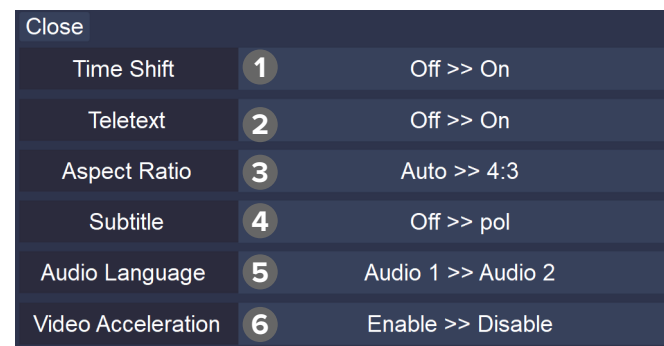 Close
Time Shift 1 Off >> On
Teletext 2 Off >> On
Aspect Ratio 3 Auto >> 4:3
Subtitle 4 Off >> pol
Audio Language 5 Audio 1 >> Audio 2
Video Acceleration 6 Enable >> Disable